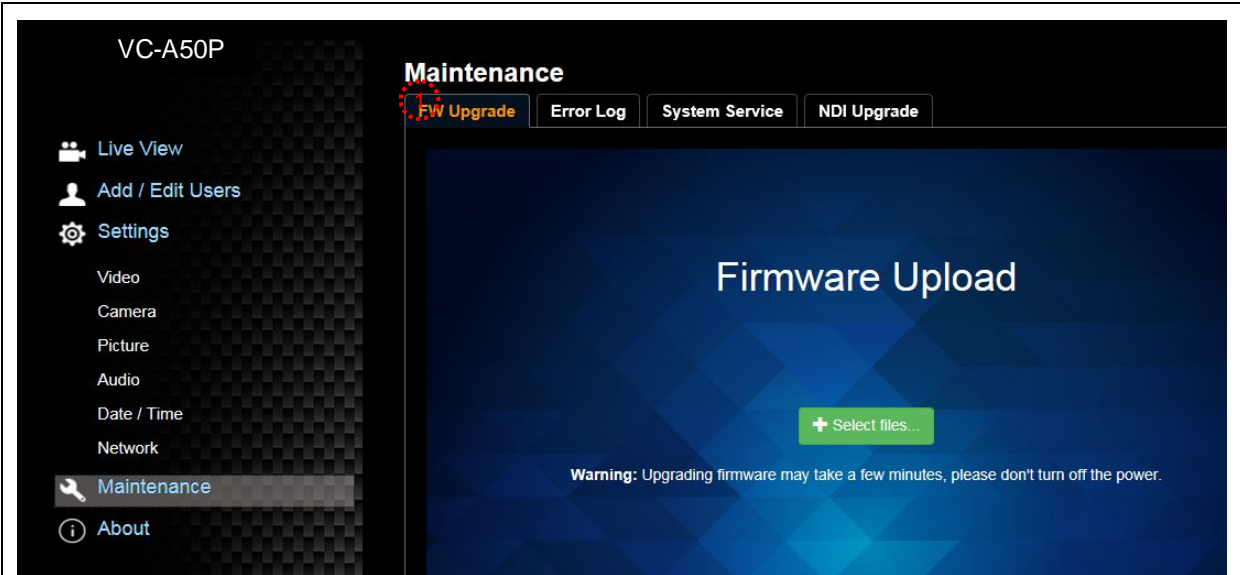 VC-A50P
Live View
Add / Edit Users
Settings
Video
Camera
Picture
Audio
Date / Time
Network
Maintenance
About
Maintenance
1
FW Upgrade Error Log System Service NDI Upgrade
Firmware Upload
+ Select files...
Warning: Upgrading firmware may take a few minutes, please don't turn off the power.